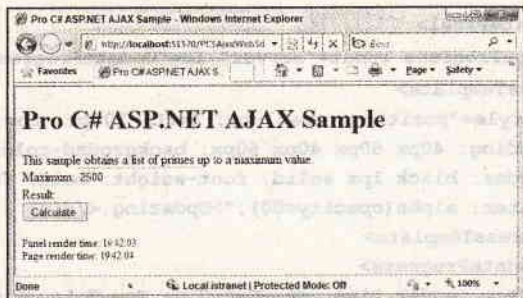 Pro C# ASP.NET AJAX Sample - Windows Internet Explorer
Favorites Pro C# ASP.NET AJAX S Page Safety
Pro C# ASP.NET AJAX Sample
This sample obtains a list of primes up to a maximum value.
Maximum: 2500
Result:
Calculate
Panel render time: 19:42:03
Page render time: 19:42:04
Done Local intranet | Protected Mode: Off 100%